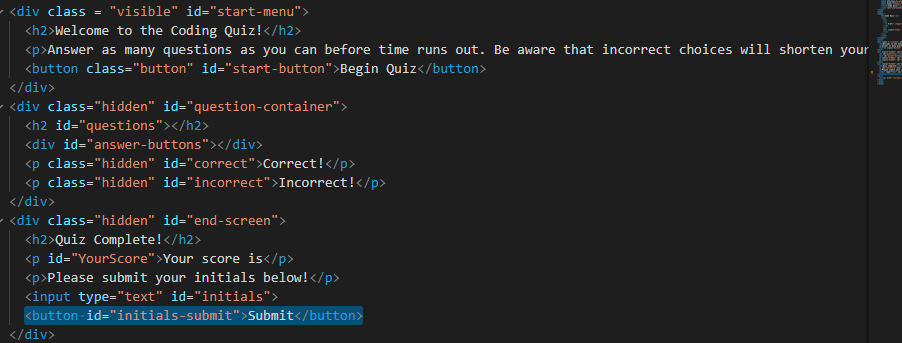 <div class = "visible" id="start-menu">
<h2>Welcome to the Coding Quiz!</h2>
<p>Answer as many questions as you can before time runs out. Be aware that incorrect choices will shorten your
<button class="button" id="start-button">Begin Quiz</button>
</div>
<div class="hidden" id="question-container">
<h2 id="questions"></h2>
<div id="answer-buttons"></div>
<p class="hidden" id="correct">Correct!</p>
<p class="hidden" id="incorrect">Incorrect!</p>
</div>
<div class="hidden" id="end-screen">
<h2>Quiz Complete!</h2>
<p id="YourScore">Your score is</p>
<p>Please submit your initials below!</p>
<input type="text" id="initials">
<button id="initials-submit">Submit</button>
</div>